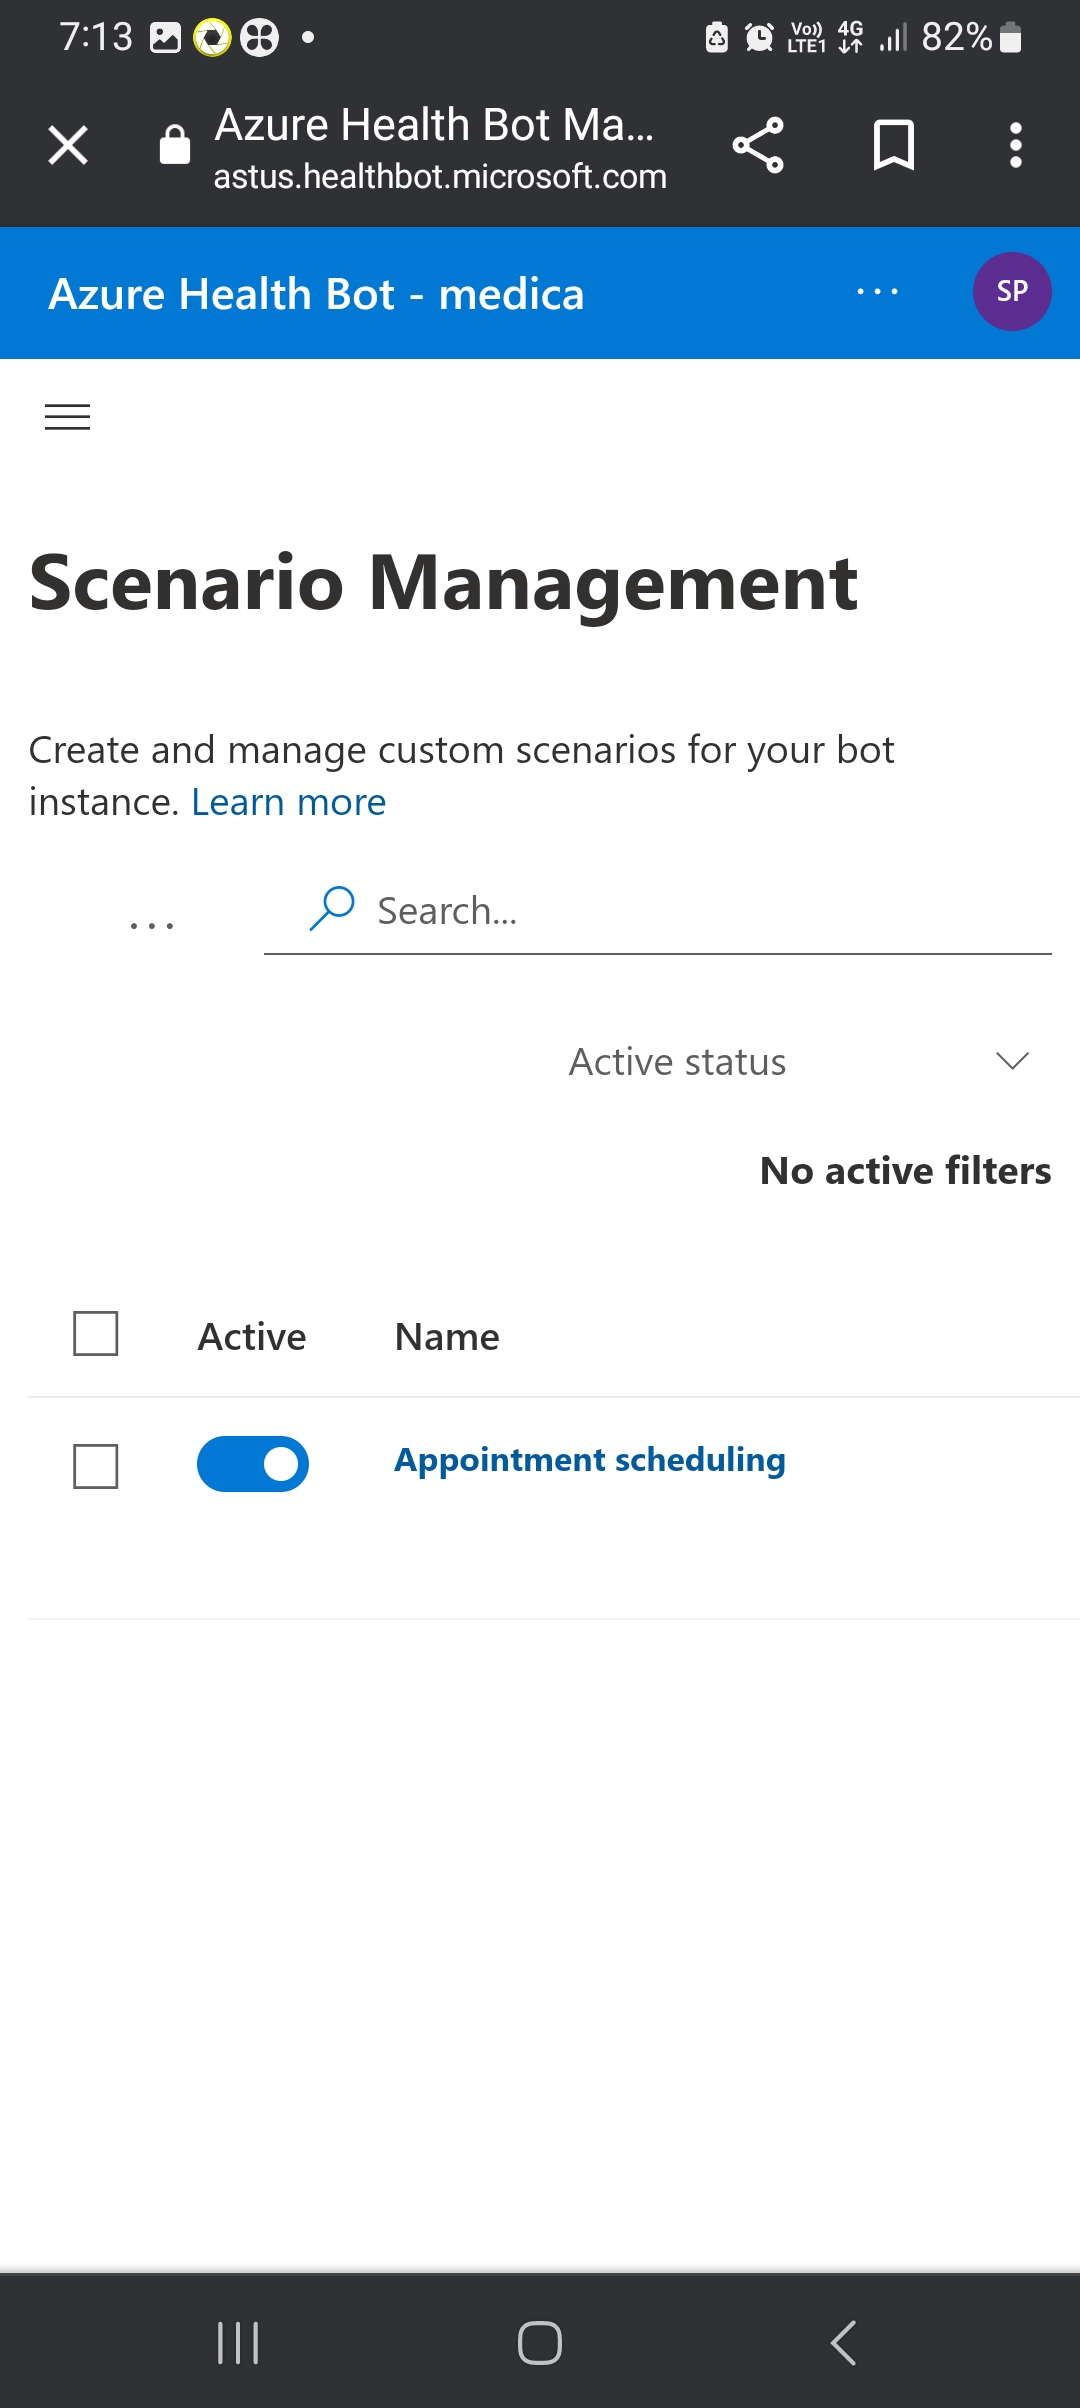 7:13
Vo)) LTE1 4G 82%
Azure Health Bot Ma...
astus.healthbot.microsoft.com
Azure Health Bot - medica
... SP
Scenario Management
Create and manage custom scenarios for your bot
instance. Learn more
... Search...
Active status
No active filters
Active Name
Appointment scheduling